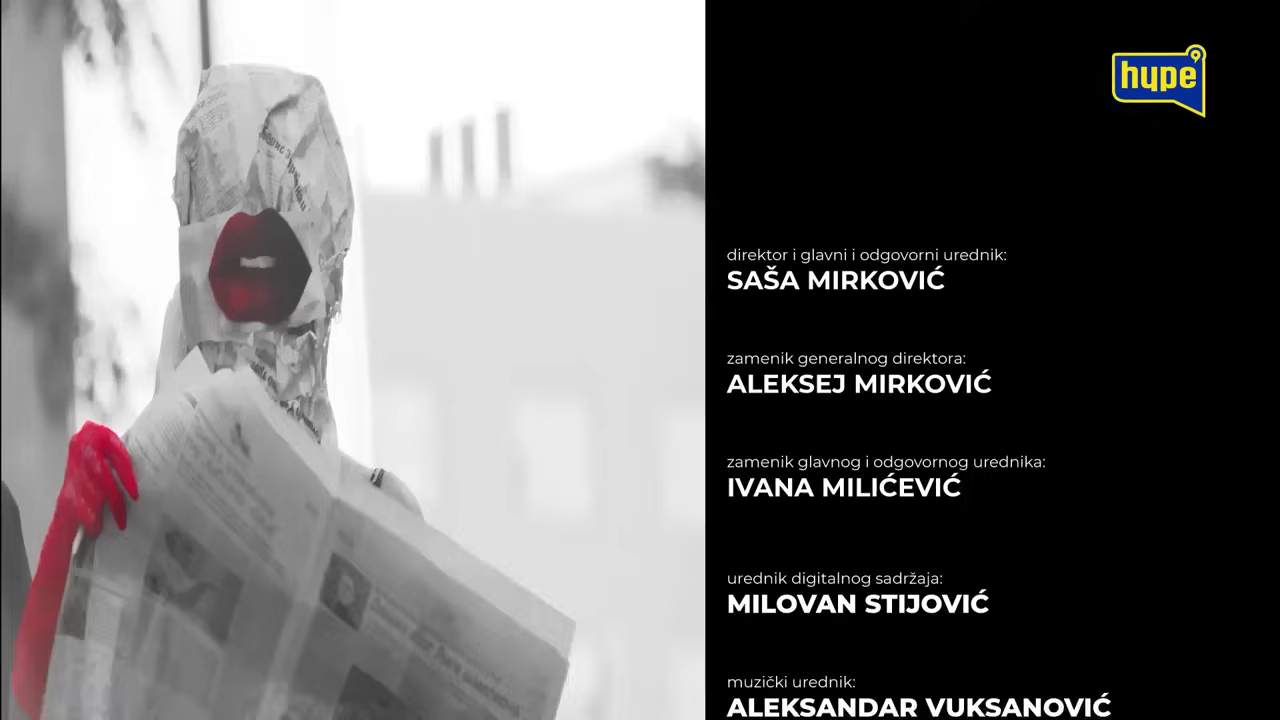 hype
direktor i glavni i odgovorni urednik:
SAŠA MIRKOVIĆ
zamenik generalnog direktora:
ALEKSEJ MIRKOVIĆ
zamenik glavnog i odgovornog urednika:
IVANA MILIĆEVIĆ
urednik digitalnog sadržaja:
MILOVAN STIJOVIĆ
muzički urednik:
ALEKSANDAR VUKSANOVIĆ